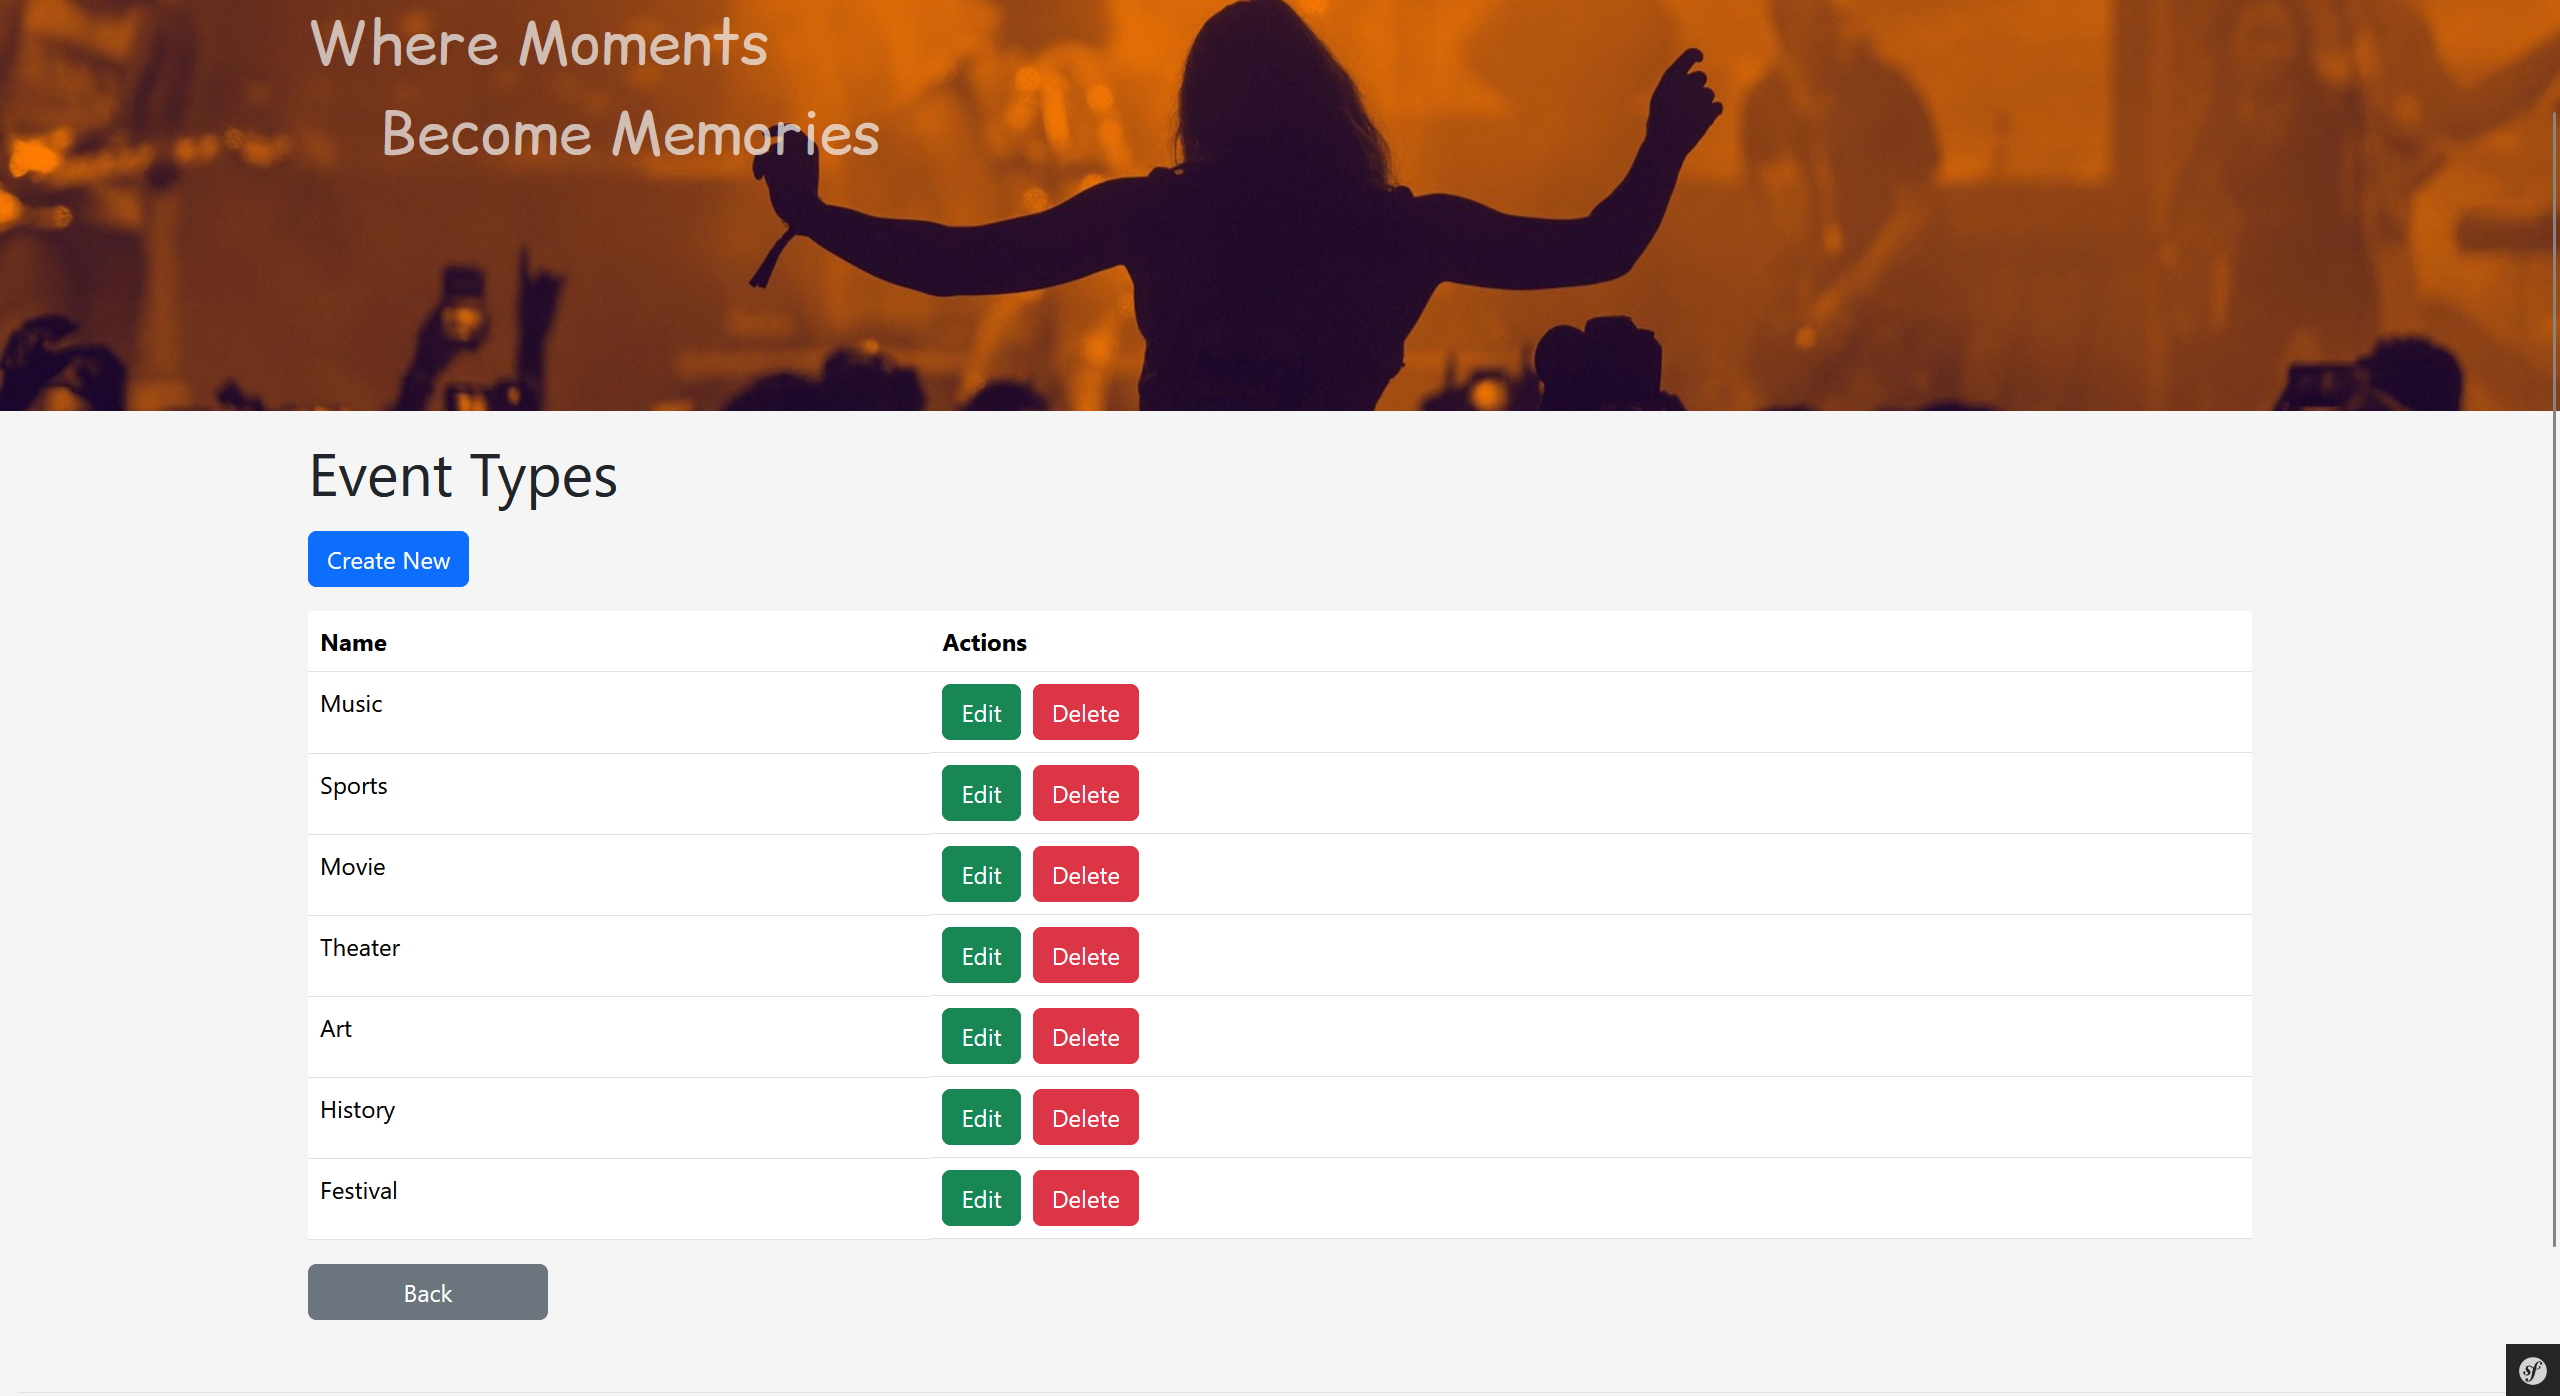 Where Moments
Become Memories
Event Types
Create New
Name Actions
Music Edit Delete
Sports Edit Delete
Movie Edit Delete
Theater Edit Delete
Art Edit Delete
History Edit Delete
Festival Edit Delete
Back
sf